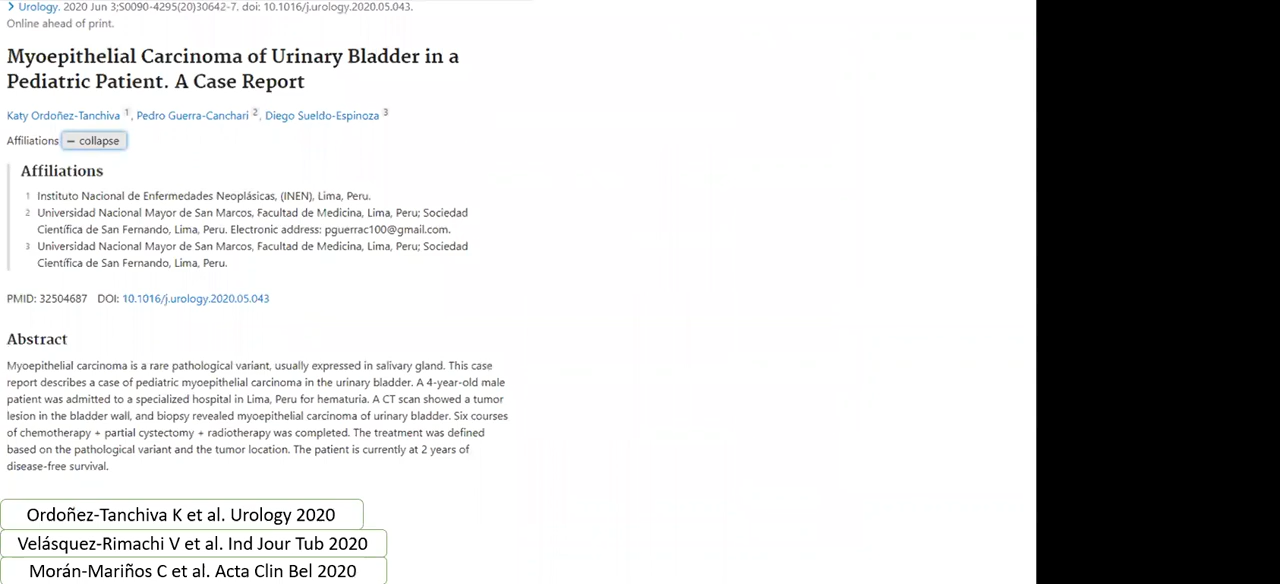 > Urology. 2020 Jun 3;S0090-4295(20)30642-7. doi: 10.1016/j.urology.2020.05.043.
Online ahead of print.
Myoepithelial Carcinoma of Urinary Bladder in a
Pediatric Patient. A Case Report
Katy Ordoñez-Tanchiva 1, Pedro Guerra-Canchari 2, Diego Sueldo-Espinoza 3
Affiliations − collapse
Affiliations
1 Instituto Nacional de Enfermedades Neoplásicas, (INEN), Lima, Peru.
2 Universidad Nacional Mayor de San Marcos, Facultad de Medicina, Lima, Peru; Sociedad
Científica de San Fernando, Lima, Peru. Electronic address: pguerrac100@gmail.com.
3 Universidad Nacional Mayor de San Marcos, Facultad de Medicina, Lima, Peru; Sociedad
Científica de San Fernando, Lima, Peru.
PMID: 32504687 DOI: 10.1016/j.urology.2020.05.043
Abstract
Myoepithelial carcinoma is a rare pathological variant, usually expressed in salivary gland. This case
report describes a case of pediatric myoepithelial carcinoma in the urinary bladder. A 4-year-old male
patient was admitted to a specialized hospital in Lima, Peru for hematuria. A CT scan showed a tumor
lesion in the bladder wall, and biopsy revealed myoepithelial carcinoma of urinary bladder. Six courses
of chemotherapy + partial cystectomy + radiotherapy was completed. The treatment was defined
based on the pathological variant and the tumor location. The patient is currently at 2 years of
disease-free survival.
Ordoñez-Tanchiva K et al. Urology 2020
Velásquez-Rimachi V et al. Ind Jour Tub 2020
Morán-Mariños C et al. Acta Clin Bel 2020